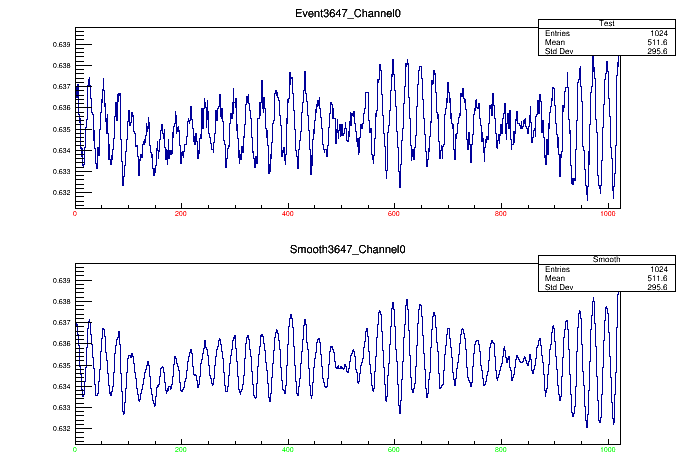 Event3647_Channel0
Test
Entries 1024
Mean 511.6
Std Dev 295.6
0.639
0.638
0.637
0.636
0.635
0.634
0.633
0.632
0 200 400 600 800 1000
Smooth3647_Channel0
Smooth
Entries 1024
Mean 511.6
Std Dev 295.6
0.639
0.638
0.637
0.636
0.635
0.634
0.633
0.632
0 200 400 600 800 1000